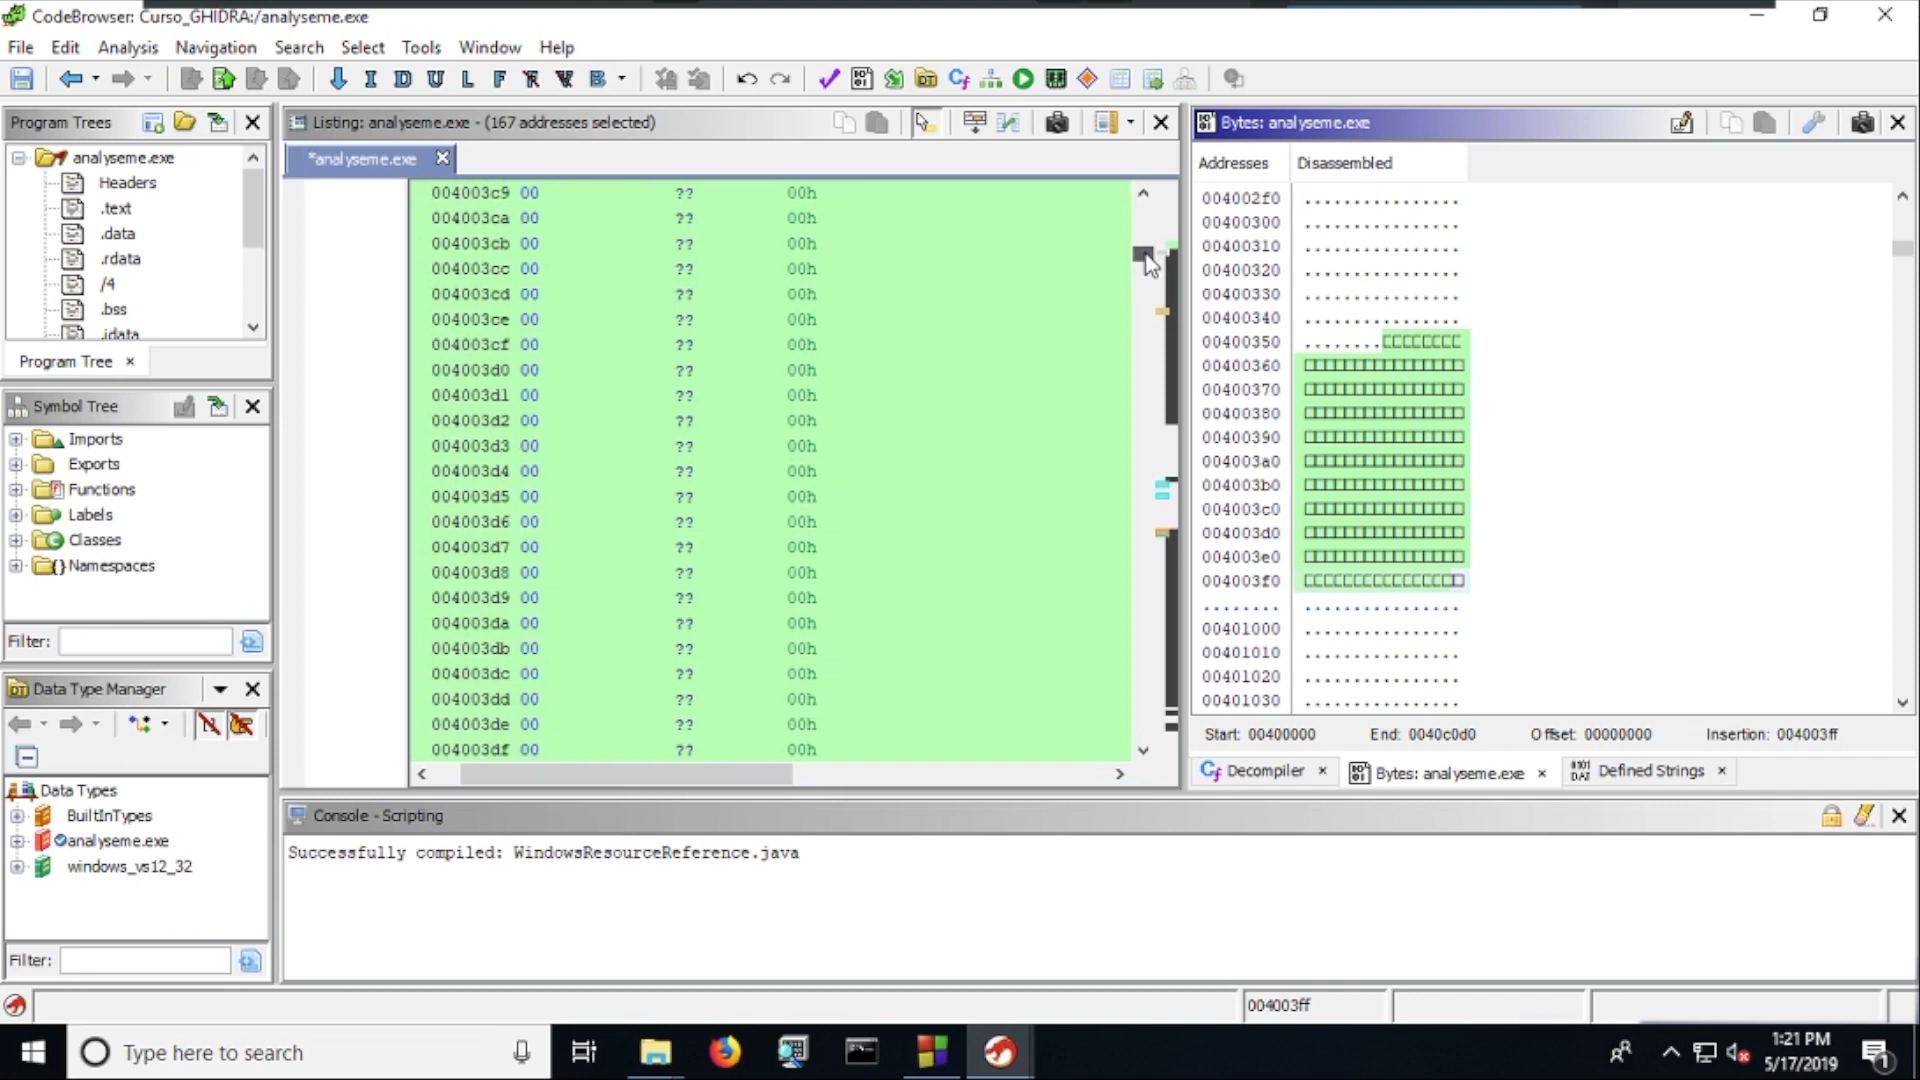 CodeBrowser: Curso_GHIDRA:/analyseme.exe
File Edit Analysis Navigation Search Select Tools Window Help
I D U L F B
Program Trees
analyseme.exe
Headers
.text
.data
.rdata
/4
.bss
.idata
Program Tree ×
Symbol Tree
Imports
Exports
Functions
Labels
Classes
Namespaces
Filter:
Data Type Manager
Data Types
BuiltInTypes
analyseme.exe
windows_vs12_32
Filter:
Listing: analyseme.exe - (167 addresses selected)
*analyseme.exe
004003c9 00 ?? 00h
004003ca 00 ?? 00h
004003cb 00 ?? 00h
004003cc 00 ?? 00h
004003cd 00 ?? 00h
004003ce 00 ?? 00h
004003cf 00 ?? 00h
004003d0 00 ?? 00h
004003d1 00 ?? 00h
004003d2 00 ?? 00h
004003d3 00 ?? 00h
004003d4 00 ?? 00h
004003d5 00 ?? 00h
004003d6 00 ?? 00h
004003d7 00 ?? 00h
004003d8 00 ?? 00h
004003d9 00 ?? 00h
004003da 00 ?? 00h
004003db 00 ?? 00h
004003dc 00 ?? 00h
004003dd 00 ?? 00h
004003de 00 ?? 00h
004003df 00 ?? 00h
Bytes: analyseme.exe
Addresses Disassembled
004002f0 ................
00400300 ................
00400310 ................
00400320 ................
00400330 ................
00400340 ................
00400350 ........
00400360
00400370
00400380
00400390
004003a0
004003b0
004003c0
004003d0
004003e0
004003f0
........ ................
00401000 ................
00401010 ................
00401020 ................
00401030 ................
Start: 00400000 End: 0040c0d0 Offset: 00000000 Insertion: 004003ff
Decompiler × Bytes: analyseme.exe × Defined Strings ×
Console - Scripting
Successfully compiled: WindowsResourceReference.java
004003ff
Type here to search
1:21 PM
5/17/2019
1